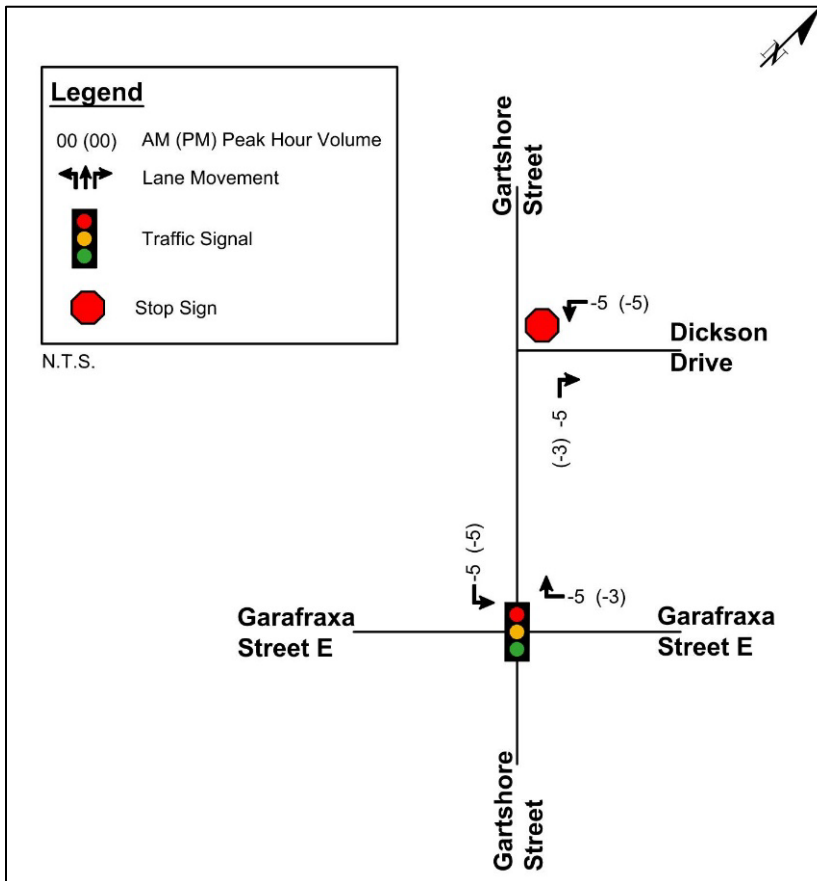 N
Legend
00 (00) AM (PM) Peak Hour Volume
Lane Movement
Traffic Signal
Stop Sign
N.T.S.
Gartshore
Street
-5 (-5)
Dickson
Drive
(-3) -5
-5 (-5)
-5 (-3)
Garafraxa
Street E
Garafraxa
Street E
Gartshore
Street